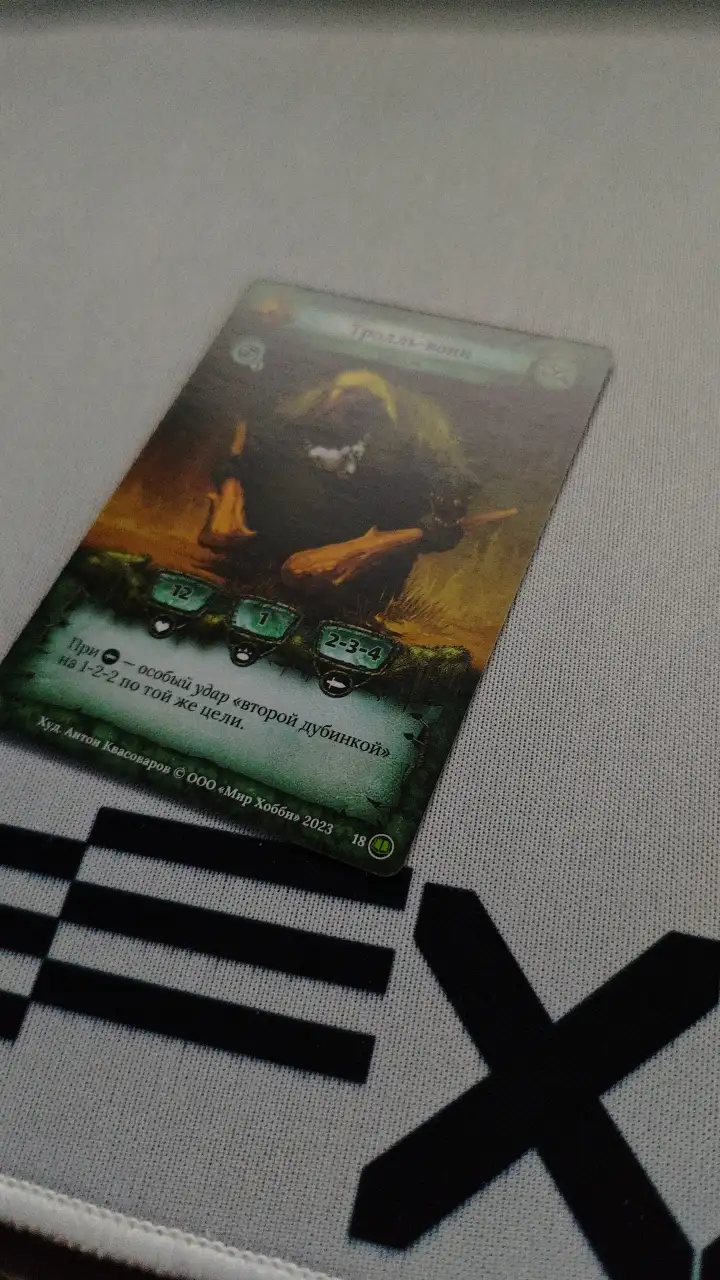 Тролль-воин
12
1
2-3-4
При — особый удар «второй дубинкой»
на 1-2-2 по той же цели.
Худ. Антон Квасоваров © ООО «Мир Хобби» 2023
18
EX